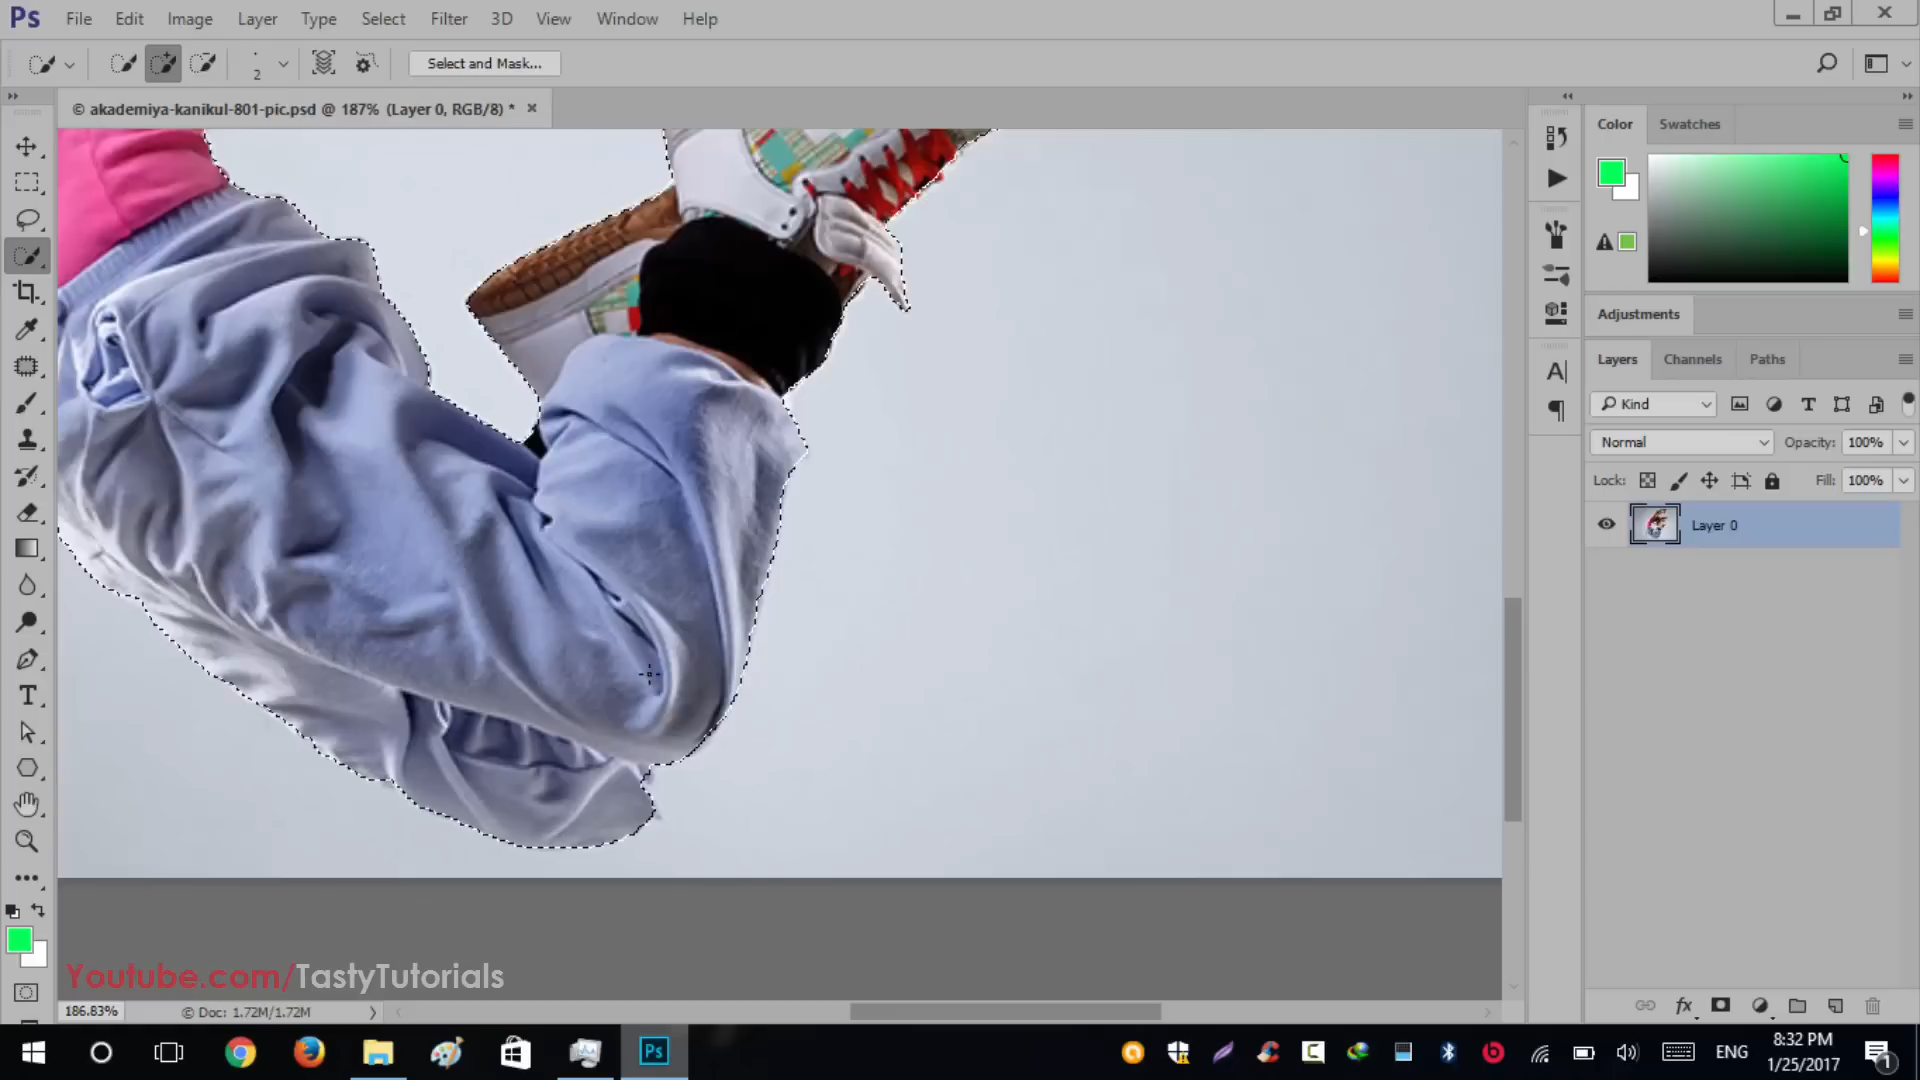 Ps File Edit Image Layer Type Select Filter 3D View Window Help
2 Select and Mask...
© akademiya-kanikul-801-pic.psd @ 187% (Layer 0, RGB/8) *
Color Swatches
Adjustments
Layers Channels Paths
Kind
Normal Opacity: 100%
Lock: Fill: 100%
Layer 0
Youtube.com/TastyTutorials
186.83% © Doc: 1.72M/1.72M
Ps ENG 8:32 PM
1/25/2017 1